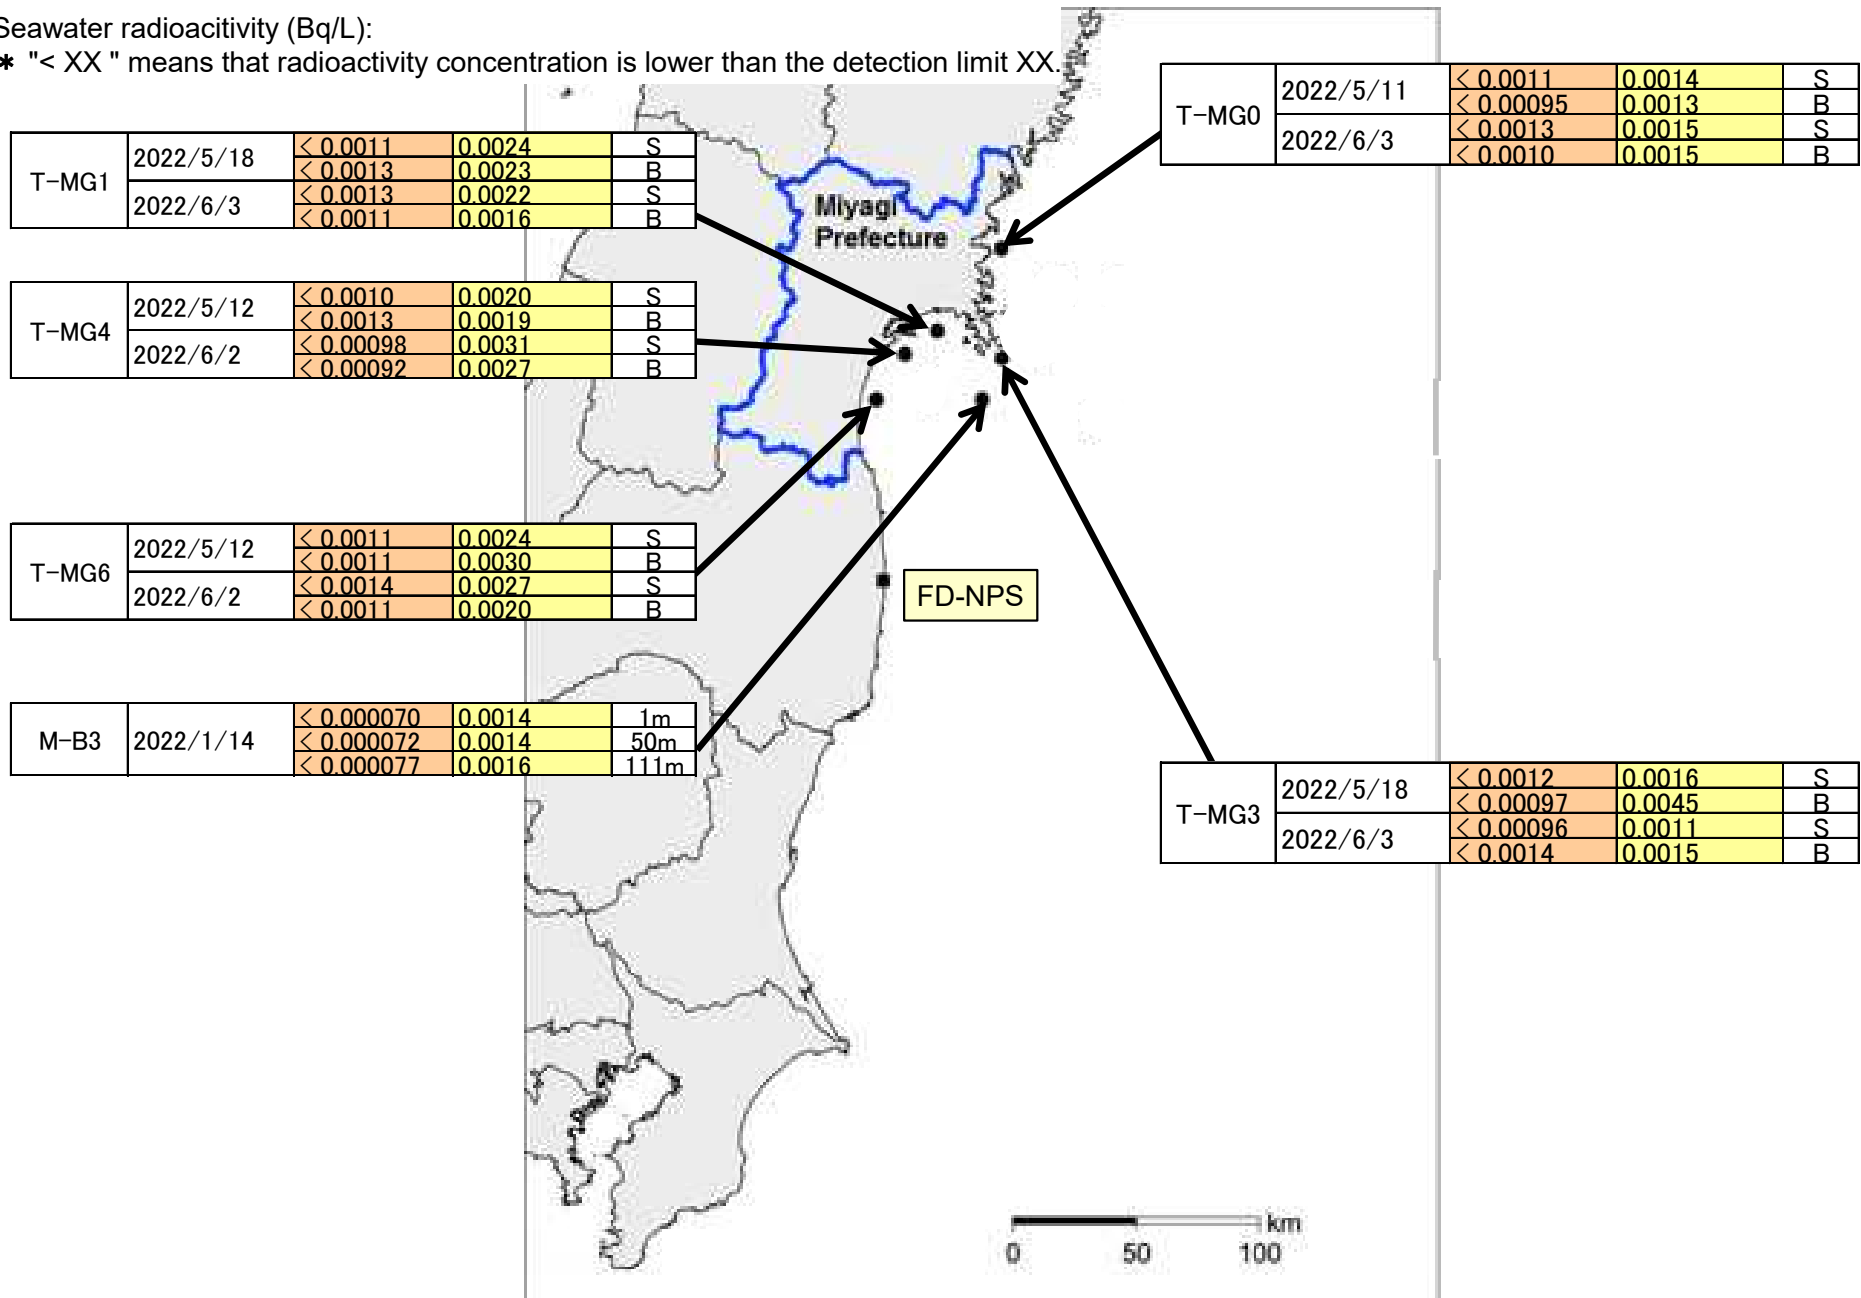 Seawater radioacitivity (Bq/L):
* "< XX " means that radioactivity concentration is lower than the detection limit XX.
T-MG0
2022/5/11
< 0.0011 0.0014 S
< 0.00095 0.0013 B
2022/6/3
< 0.0013 0.0015 S
< 0.0010 0.0015 B
T-MG1
2022/5/18
< 0.0011 0.0024 S
< 0.0013 0.0023 B
2022/6/3
< 0.0013 0.0022 S
< 0.0011 0.0016 B
Miyagi
Prefecture
T-MG4
2022/5/12
< 0.0010 0.0020 S
< 0.0013 0.0019 B
2022/6/2
< 0.00098 0.0031 S
< 0.00092 0.0027 B
T-MG6
2022/5/12
< 0.0011 0.0024 S
< 0.0011 0.0030 B
2022/6/2
< 0.0014 0.0027 S
< 0.0011 0.0020 B
FD-NPS
M-B3
2022/1/14
< 0.000070 0.0014 1m
< 0.000072 0.0014 50m
< 0.000077 0.0016 111m
T-MG3
2022/5/18
< 0.0012 0.0016 S
< 0.00097 0.0045 B
2022/6/3
< 0.00096 0.0011 S
< 0.0014 0.0015 B
km
0 50 100